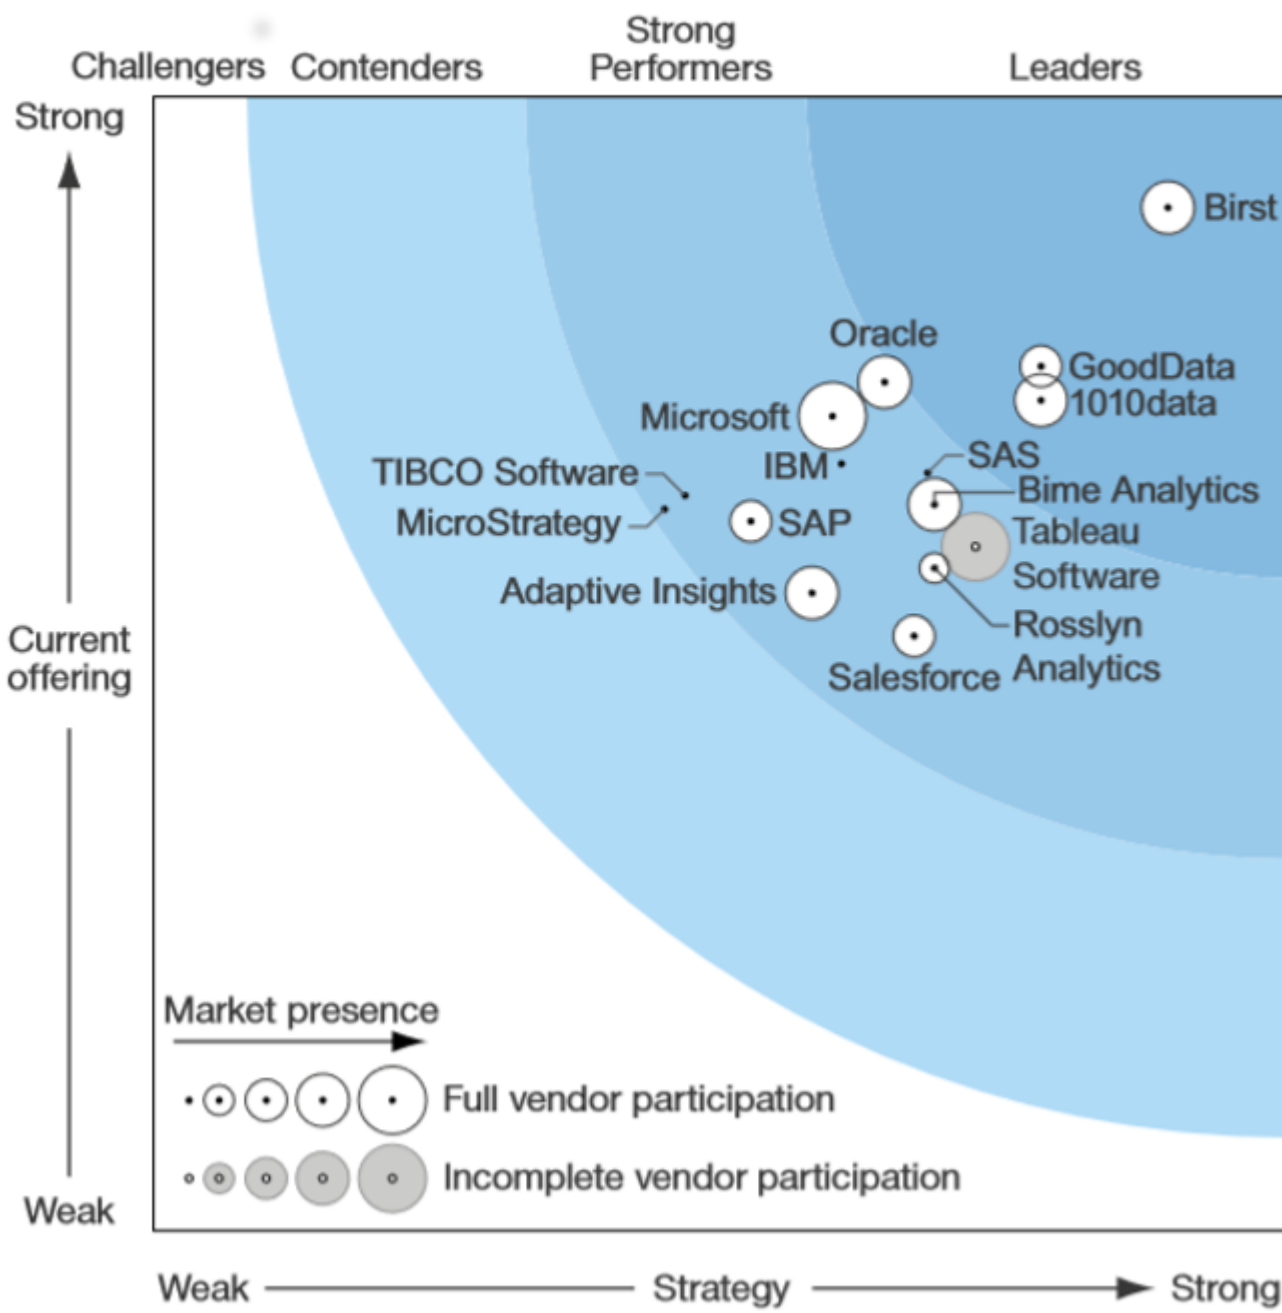 Strong
Performers
Challengers
Contenders
Leaders
Strong
Birst
Oracle
GoodData
Microsoft
1010data
SAS
IBM
TIBCO Software
Bime Analytics
MicroStrategy
SAP
Tableau
Software
Adaptive Insights
Rosslyn
Analytics
Salesforce
Current
offering
Market presence
Full vendor participation
Incomplete vendor participation
Weak
Weak
Strategy
Strong